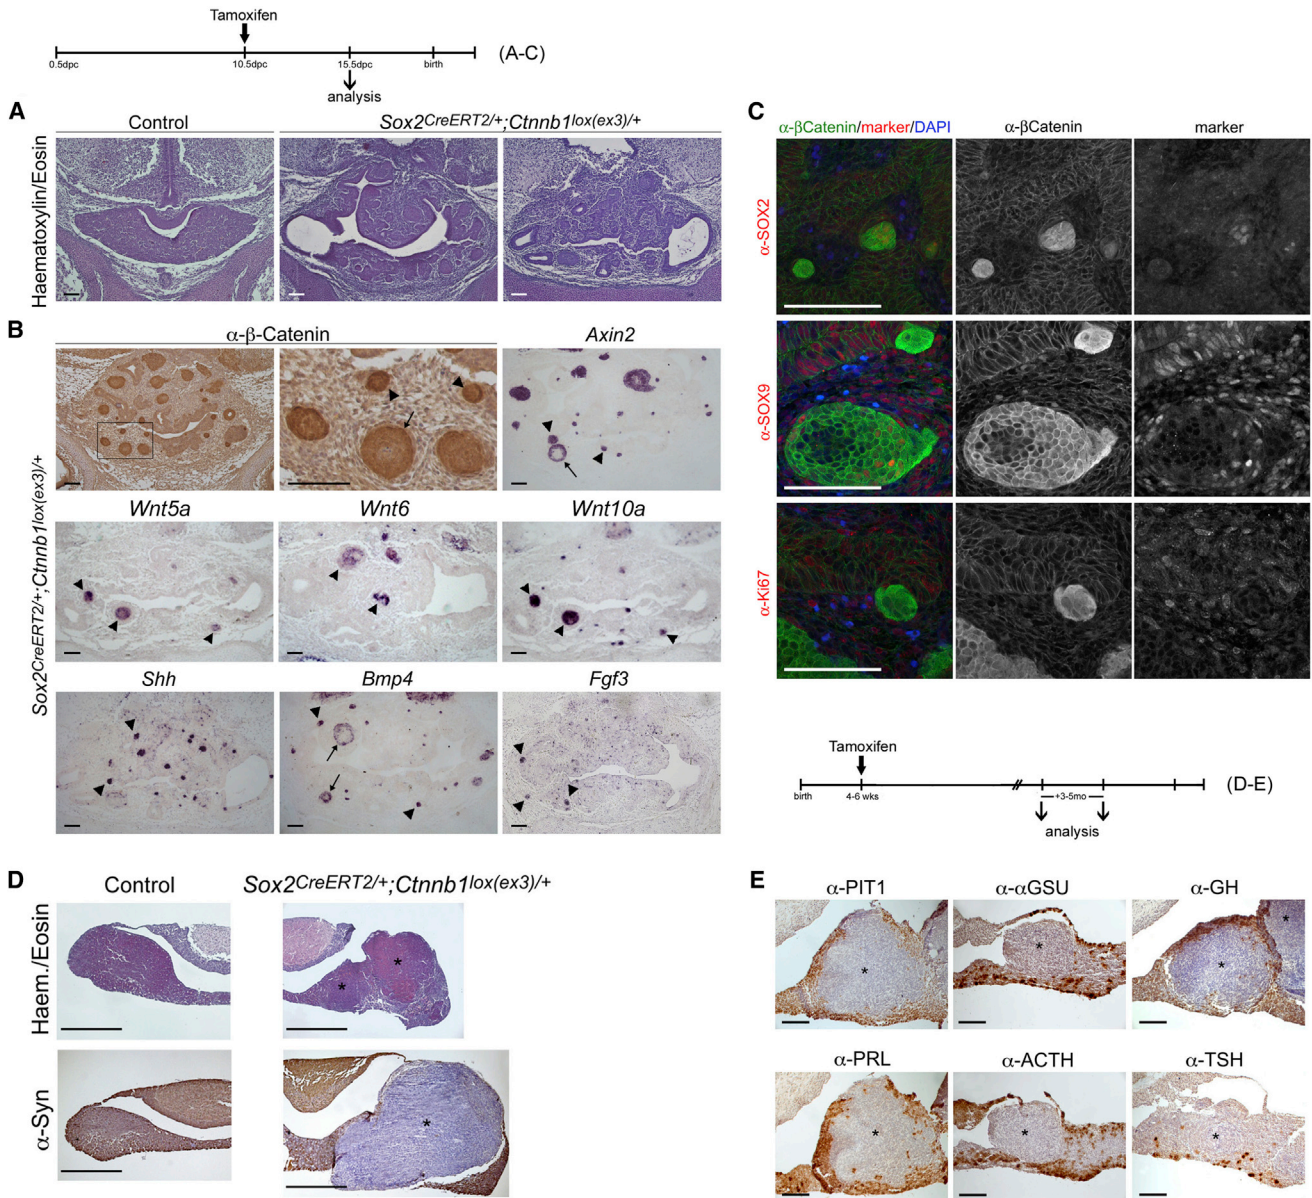 Tamoxifen
0.5dpc 10.5dpc 15.5dpc birth (A-C)
analysis
A
Control Sox2CreERT2/+;Ctnnb1lox(ex3)/+
Haematoxylin/Eosin
B
α-β-Catenin Axin2
Sox2CreERT2/+;Ctnnb1lox(ex3)/+
Wnt5a Wnt6 Wnt10a
Shh Bmp4 Fgf3
C
α-βCatenin/marker/DAPI α-βCatenin marker
α-SOX2
α-SOX9
α-Ki67
Tamoxifen
birth 4-6 wks +3-5mo (D-E)
analysis
D
Control Sox2CreERT2/+;Ctnnb1lox(ex3)/+
Haem./Eosin
* *
α-Syn
*
E
α-PIT1 α-αGSU α-GH
* * * *
α-PRL α-ACTH α-TSH
* * *